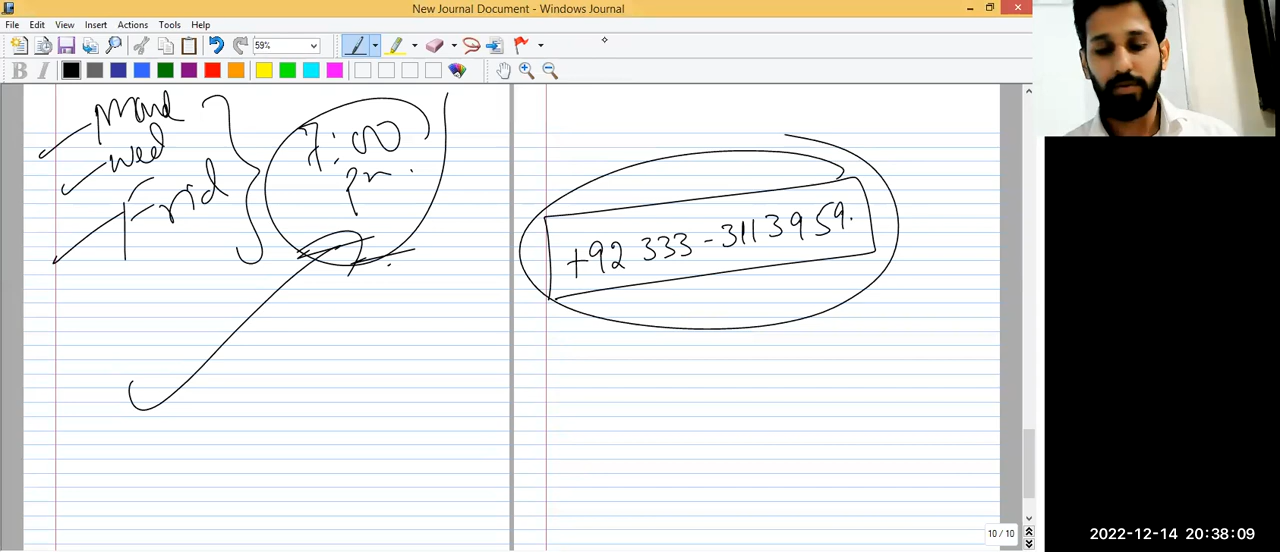 New Journal Document - Windows Journal
File Edit View Insert Actions Tools Help
59%
B I
Mond
Wed
Frid
7:00
pm.
+92 333-3113959.
10 / 10
2022-12-14 20:38:09